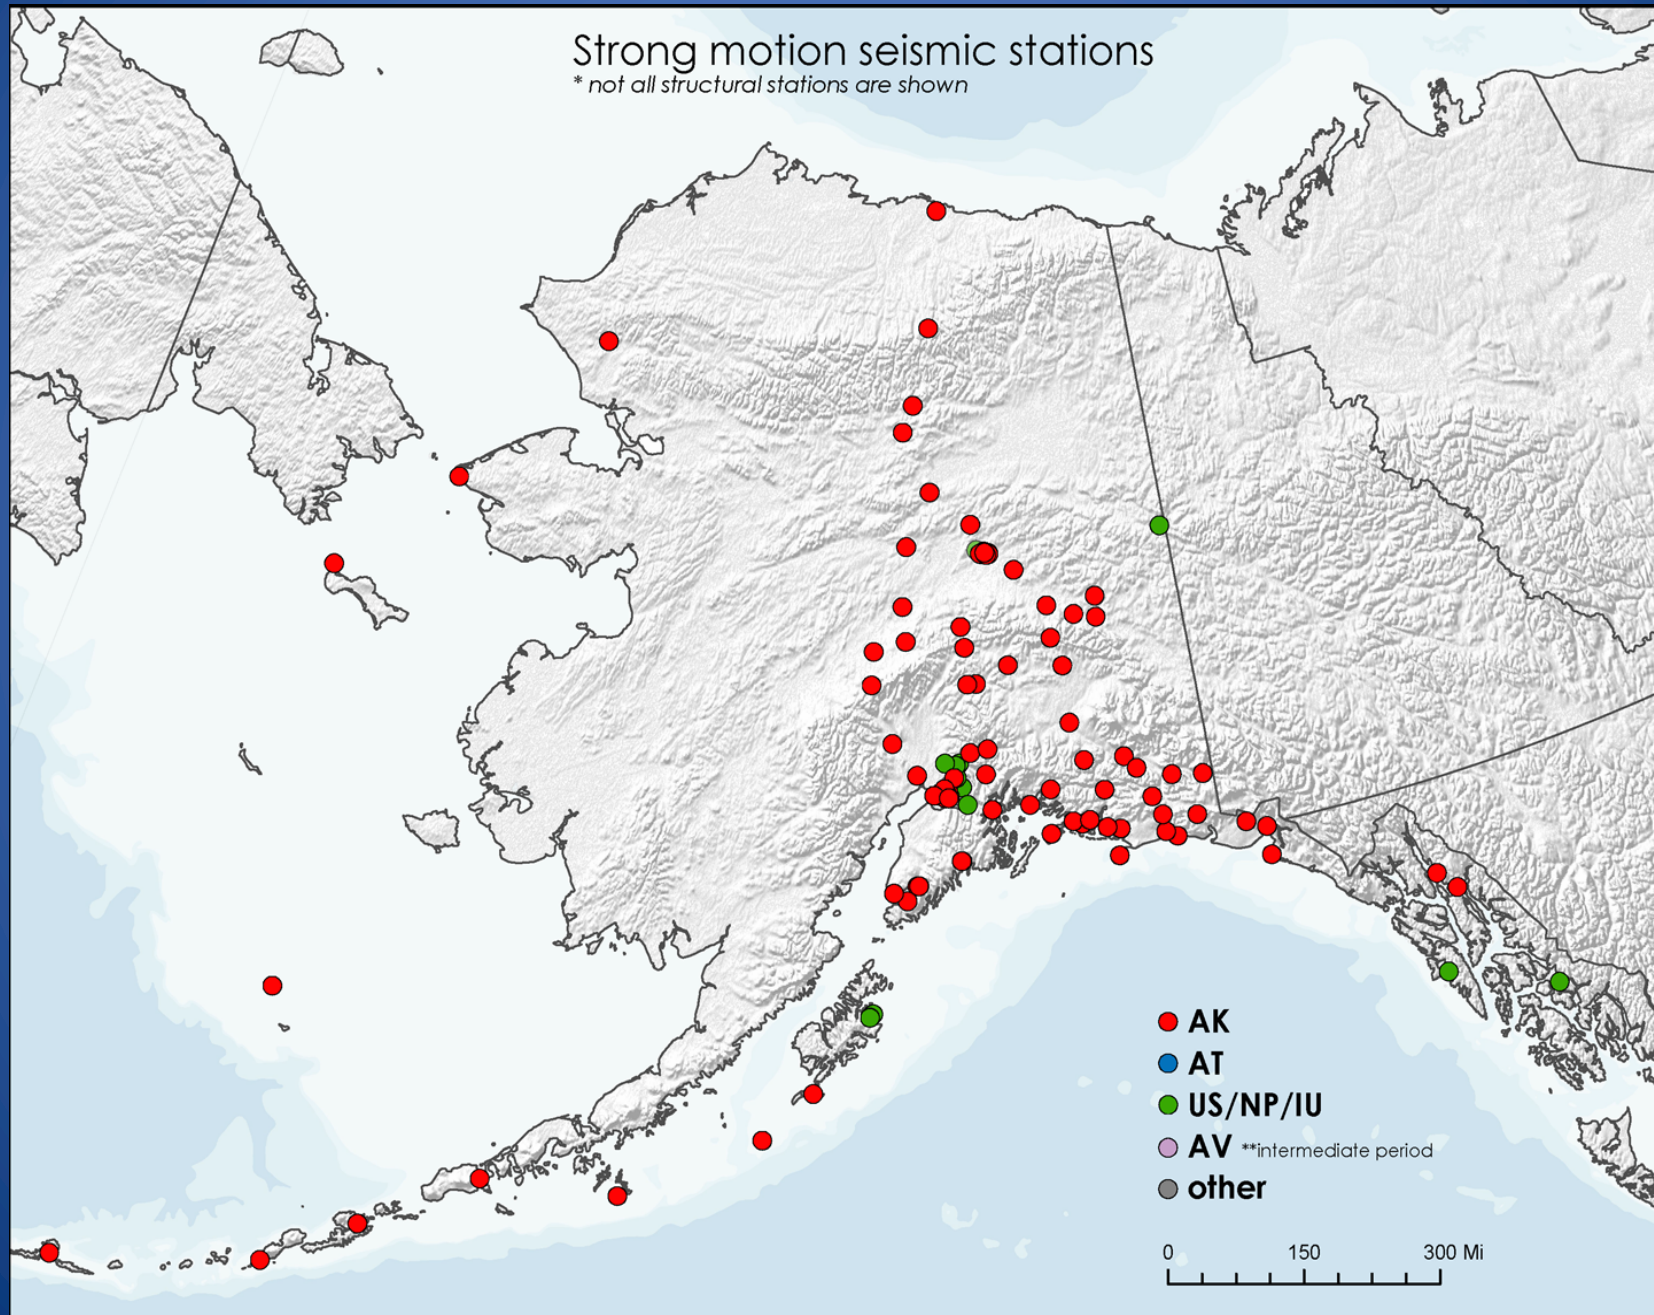 Strong motion seismic stations
* not all structural stations are shown
AK
AT
US/NP/IU
AV **intermediate period
other
0 150 300 Mi